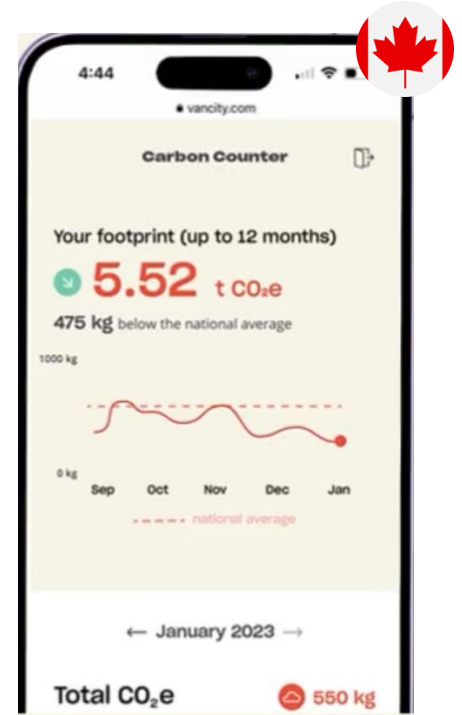 4:44
vancity.com
Carbon Counter
Your footprint (up to 12 months)
5.52 t CO₂e
475 kg below the national average
1000 kg
0 kg
Sep Oct Nov Dec Jan
national average
← January 2023 →
Total CO₂e 550 kg